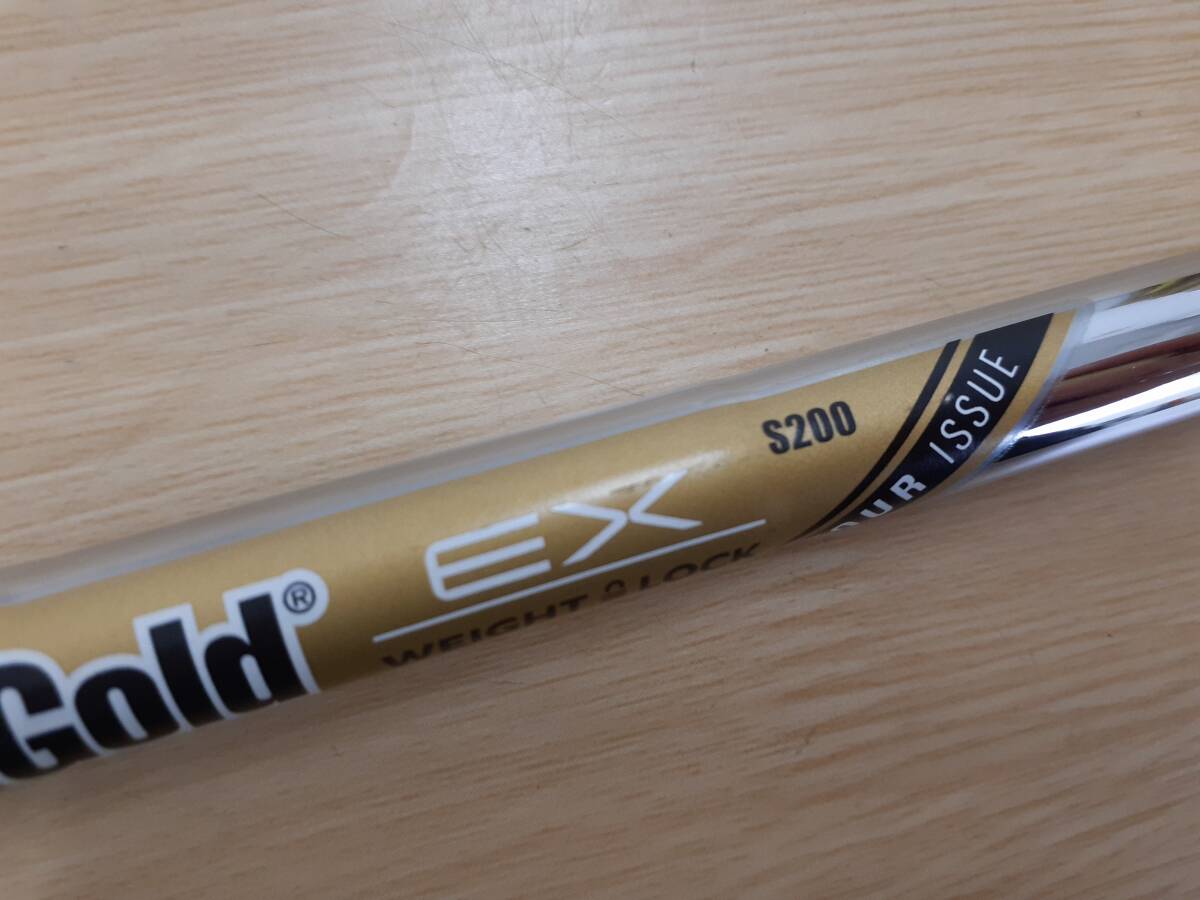 Gold®
EX
WEIGHT LOCK
S200
TOUR ISSUE